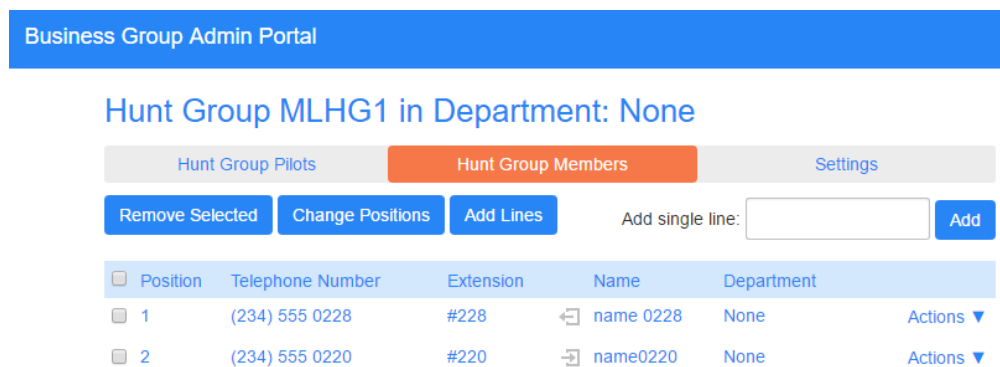 Business Group Admin Portal
Hunt Group MLHG1 in Department: None
Hunt Group Pilots Hunt Group Members Settings
Remove Selected Change Positions Add Lines Add single line: Add
Position Telephone Number Extension Name Department
1 (234) 555 0228 #228 name 0228 None Actions ▼
2 (234) 555 0220 #220 name0220 None Actions ▼